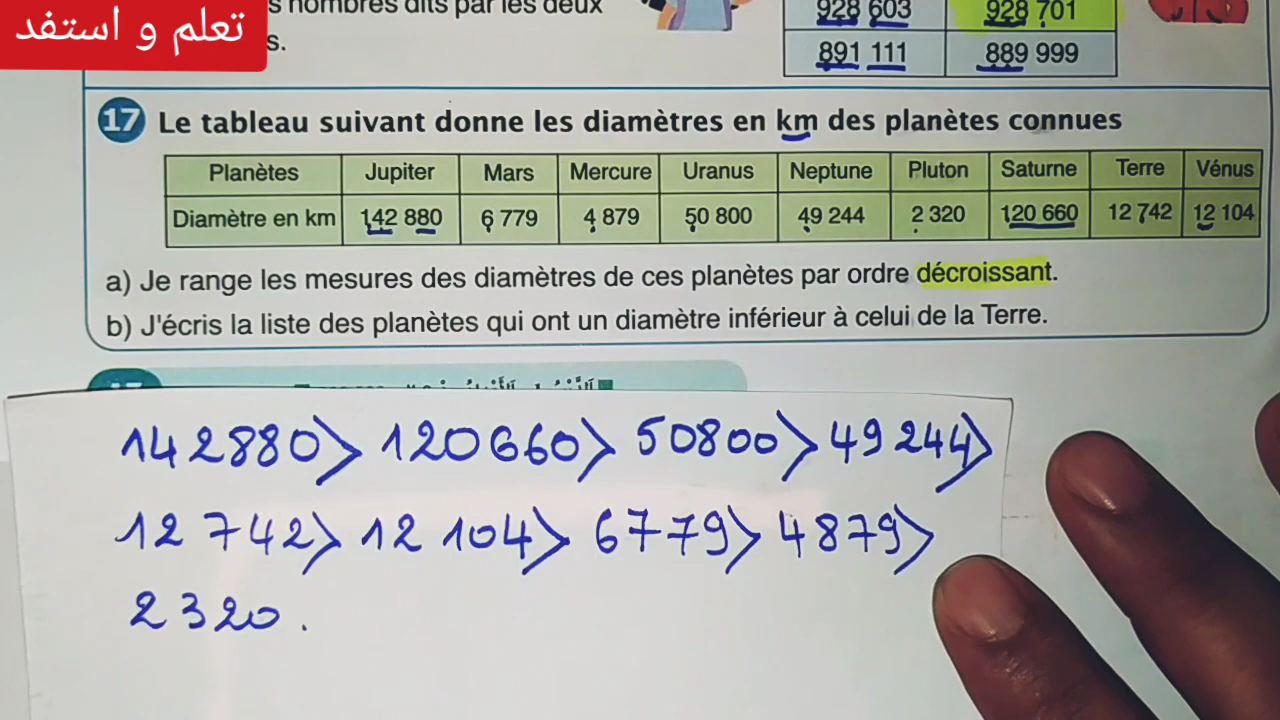 تعلم و استفد
s nombres dits par les deux
s.
928 603 928 701
891 111 889 999
17 Le tableau suivant donne les diamètres en km des planètes connues
Planètes Jupiter Mars Mercure Uranus Neptune Pluton Saturne Terre Vénus
Diamètre en km 142 880 6 779 4 879 50 800 49 244 2 320 120 660 12 742 12 104
a) Je range les mesures des diamètres de ces planètes par ordre décroissant.
b) J'écris la liste des planètes qui ont un diamètre inférieur à celui de la Terre.
142880> 120660> 50800> 49244>
12 742> 12 104> 6779> 4879>
2320.